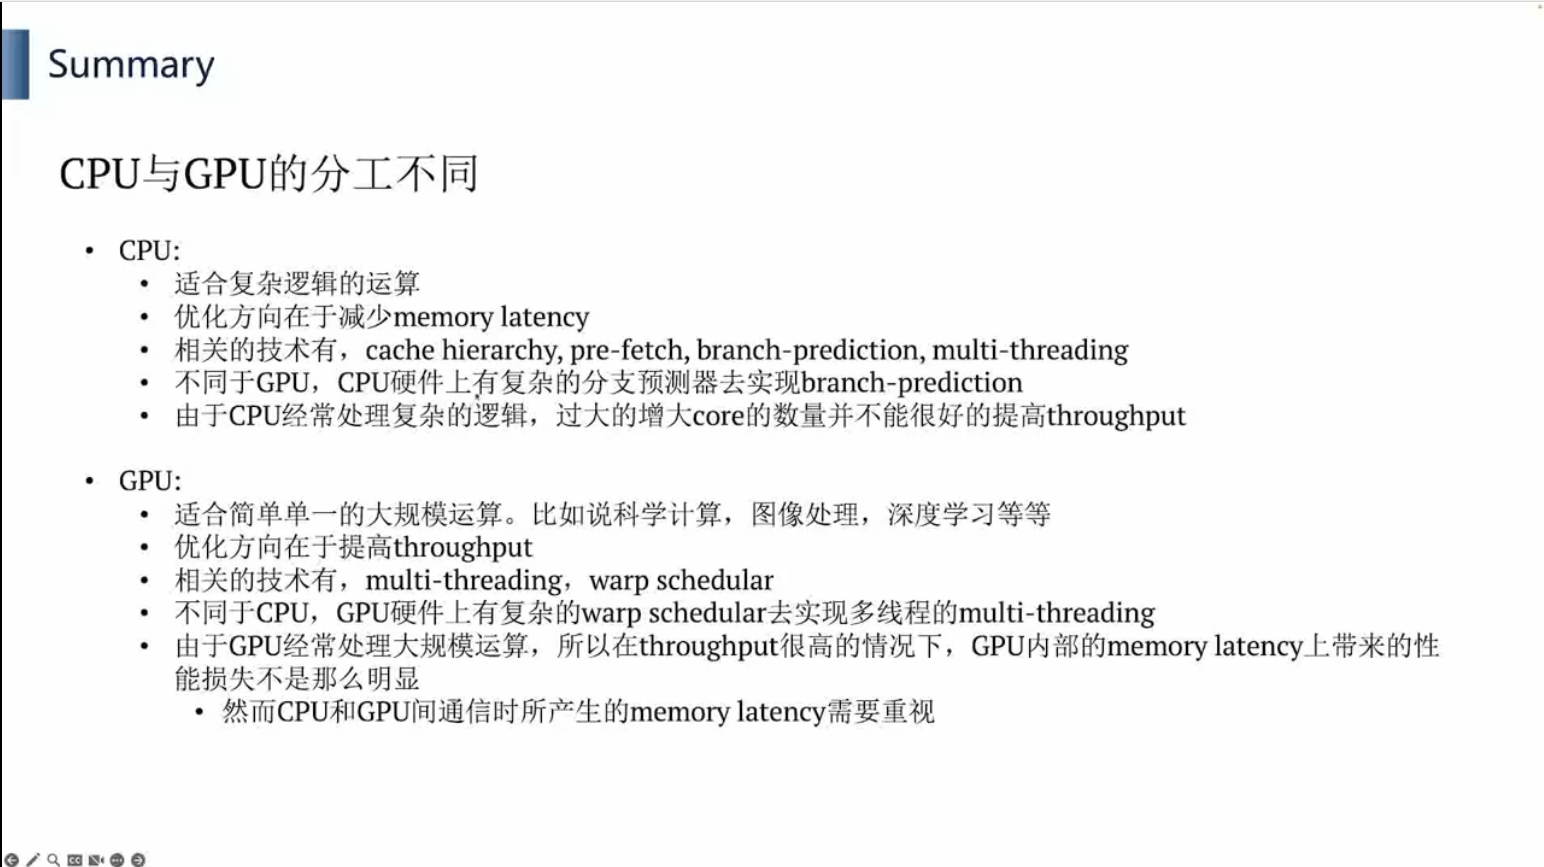 Summary
CPU与GPU的分工不同
• CPU:
• 适合复杂逻辑的运算
• 优化方向在于减少memory latency
• 相关的技术有，cache hierarchy, pre-fetch, branch-prediction, multi-threading
• 不同于GPU，CPU硬件上有复杂的分支预测器去实现branch-prediction
• 由于CPU经常处理复杂的逻辑，过大的增大core的数量并不能很好的提高throughput
• GPU:
• 适合简单单一的大规模运算。比如说科学计算，图像处理，深度学习等等
• 优化方向在于提高throughput
• 相关的技术有，multi-threading，warp schedular
• 不同于CPU，GPU硬件上有复杂的warp schedular去实现多线程的multi-threading
• 由于GPU经常处理大规模运算，所以在throughput很高的情况下，GPU内部的memory latency上带来的性
能损失不是那么明显
• 然而CPU和GPU间通信时所产生的memory latency需要重视